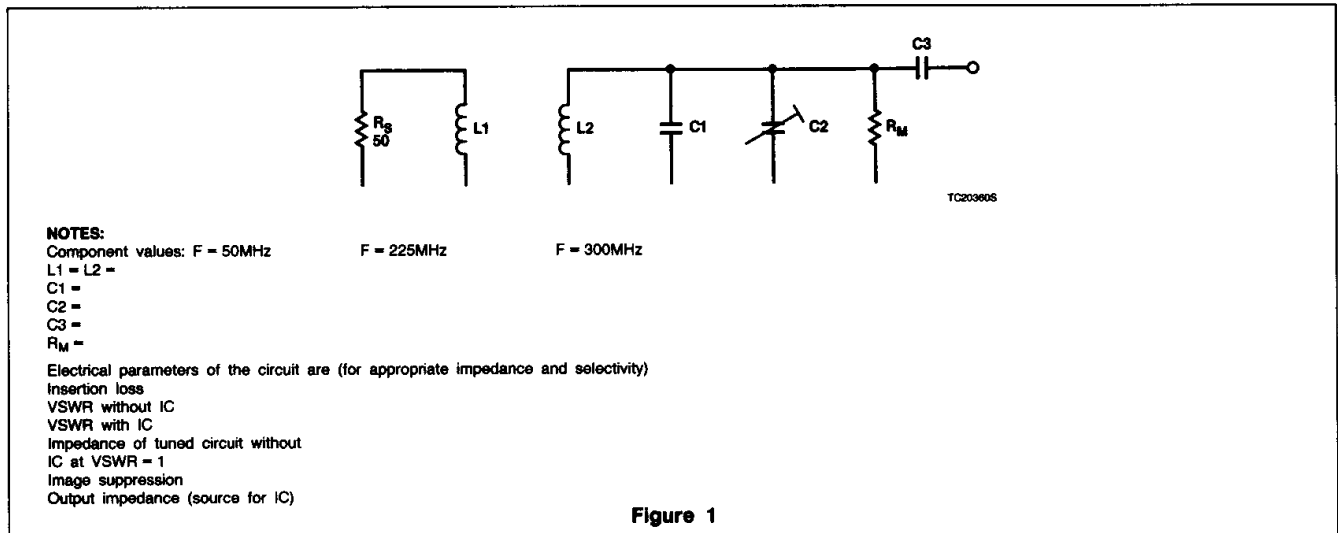 C3
R_S
50
L1
L2
C1
C2
R_M
TC20360S
NOTES:
Component values: F = 50MHz F = 225MHz F = 300MHz
L1 = L2 =
C1 =
C2 =
C3 =
R_M =
Electrical parameters of the circuit are (for appropriate impedance and selectivity)
Insertion loss
VSWR without IC
VSWR with IC
Impedance of tuned circuit without
IC at VSWR = 1
Image suppression
Output impedance (source for IC)
Figure 1